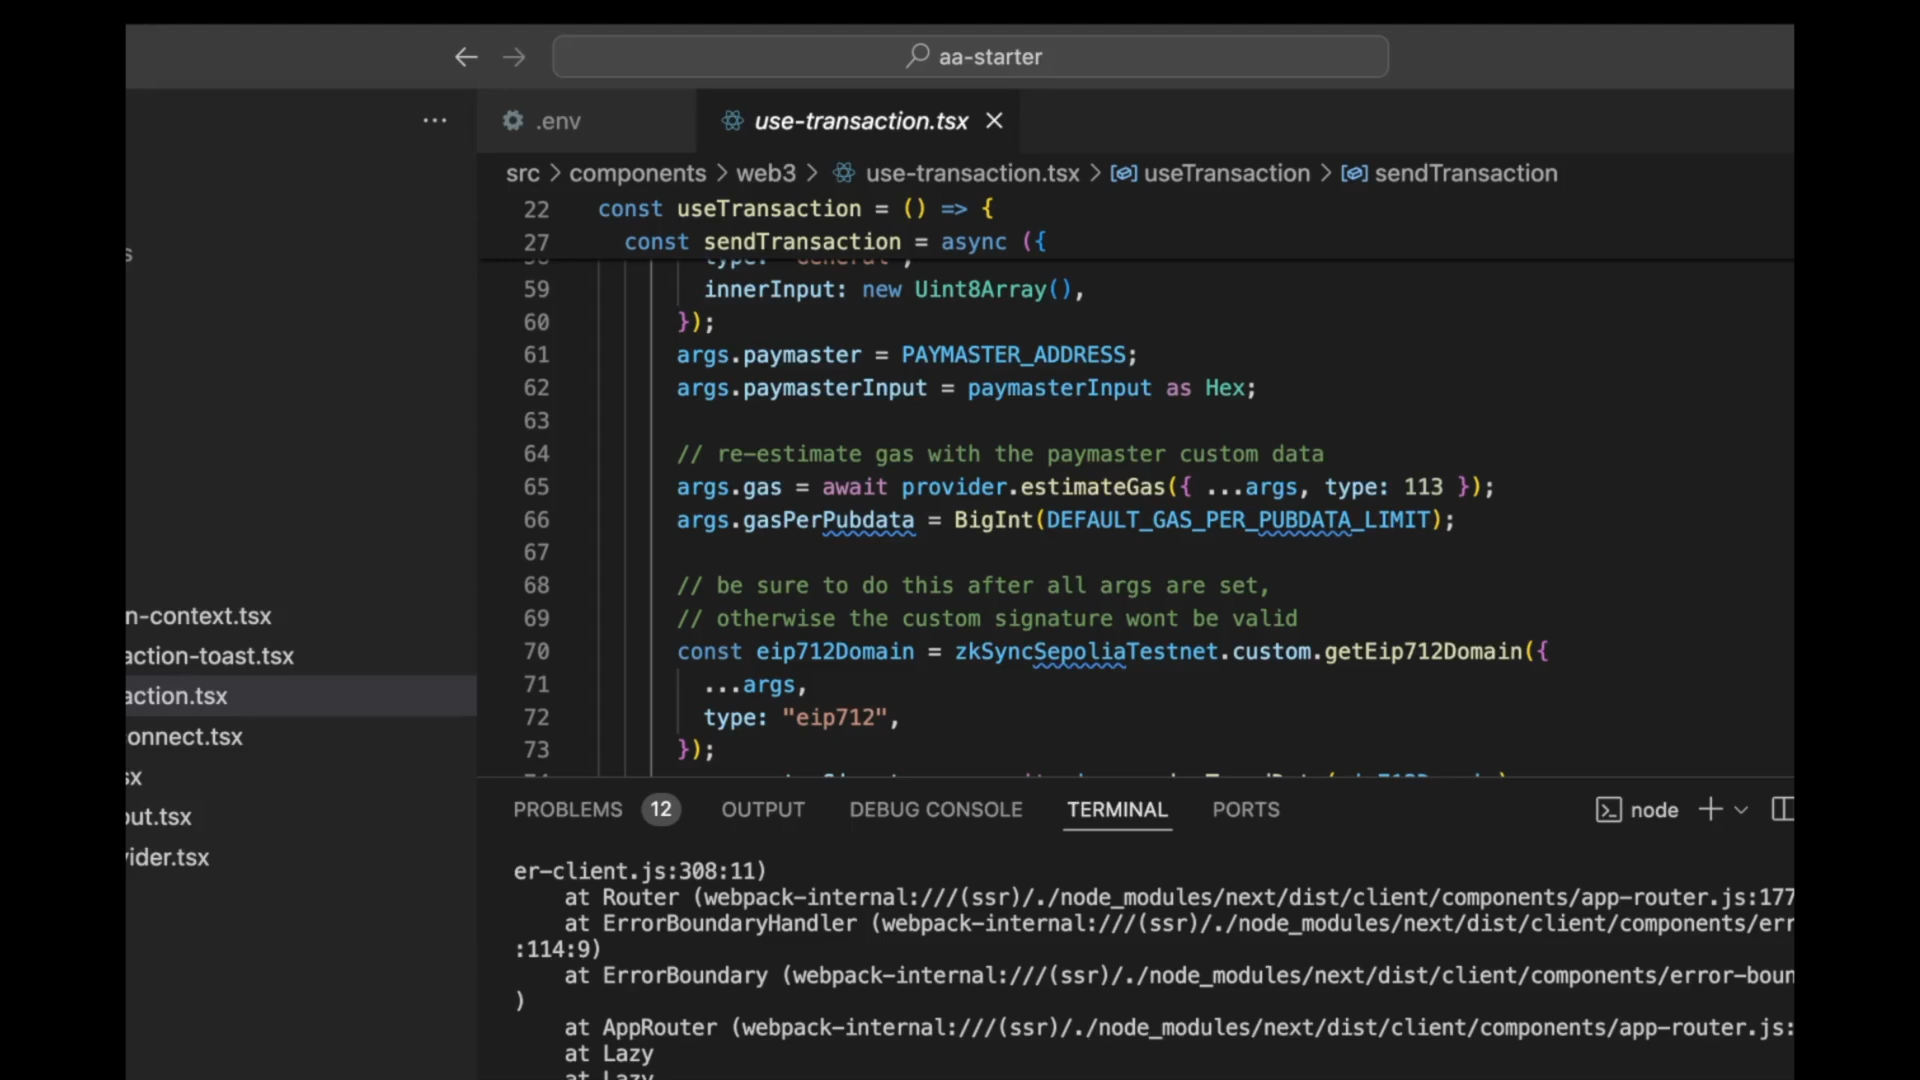 aa-starter
.env
use-transaction.tsx
src > components > web3 > use-transaction.tsx > useTransaction > sendTransaction
22 const useTransaction = () => {
27 const sendTransaction = async ({
s
59 innerInput: new Uint8Array(),
60 });
61 args.paymaster = PAYMASTER_ADDRESS;
62 args.paymasterInput = paymasterInput as Hex;
63
64 // re-estimate gas with the paymaster custom data
65 args.gas = await provider.estimateGas({ ...args, type: 113 });
66 args.gasPerPubdata = BigInt(DEFAULT_GAS_PER_PUBDATA_LIMIT);
67
68 // be sure to do this after all args are set,
69 // otherwise the custom signature wont be valid
70 const eip712Domain = zkSyncSepoliaTestnet.custom.getEip712Domain({
71 ...args,
72 type: "eip712",
73 });
n-context.tsx
action-toast.tsx
action.tsx
onnect.tsx
sx
out.tsx
vider.tsx
PROBLEMS 12 OUTPUT DEBUG CONSOLE TERMINAL PORTS node
er-client.js:308:11)
at Router (webpack-internal:///(ssr)/./node_modules/next/dist/client/components/app-router.js:177
at ErrorBoundaryHandler (webpack-internal:///(ssr)/./node_modules/next/dist/client/components/err
:114:9)
at ErrorBoundary (webpack-internal:///(ssr)/./node_modules/next/dist/client/components/error-boun
)
at AppRouter (webpack-internal:///(ssr)/./node_modules/next/dist/client/components/app-router.js:
at Lazy
at Lazy